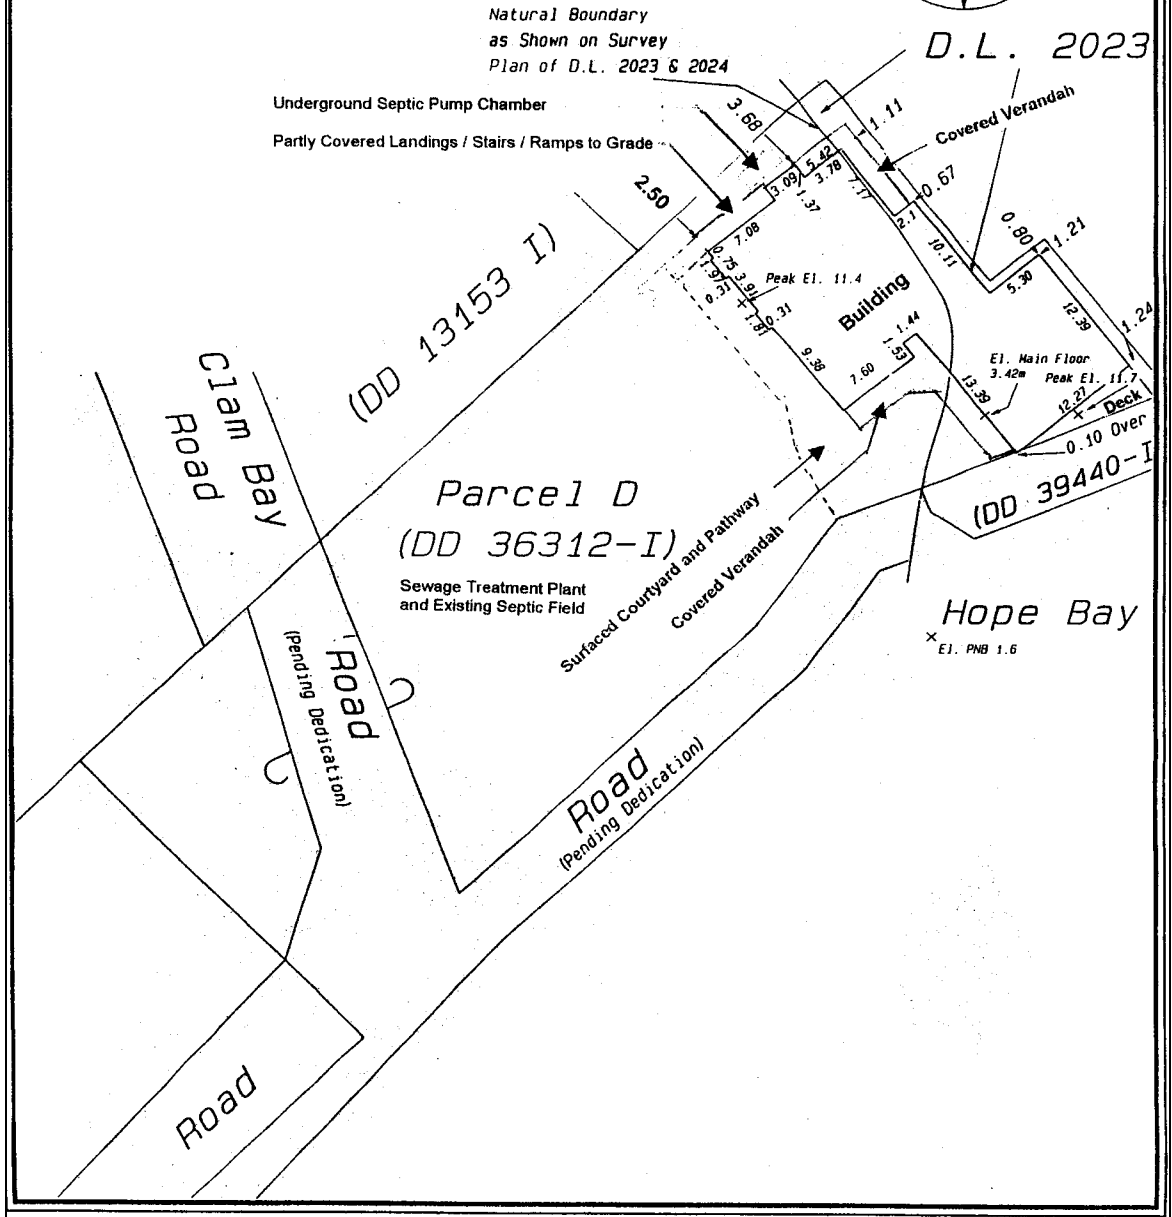 Natural Boundary
as Shown on Survey
Plan of D.L. 2023 & 2024
D.L. 2023
Underground Septic Pump Chamber
Partly Covered Landings / Stairs / Ramps to Grade
Covered Verandah
3.68
1.11
2.50
5.42
3.78
3.09
1.37
7.17
0.67
2.1
7.08
10.11
0.80
1.21
5.30
0.75
1.97
3.91
0.31
Peak El. 11.4
0.31
1.87
Building
12.39
1.24
1.44
1.53
9.38
7.60
El. Main Floor
3.42m
Peak El. 11.7
13.39
12.27
Deck
0.10 Over
(DD 39440-I
(DD 13153 I)
Clam Bay
Road
Parcel D
(DD 36312-I)
Sewage Treatment Plant
and Existing Septic Field
Surfaced Courtyard and Pathway
Covered Verandah
Hope Bay
El. PNB 1.6
Road
(Pending Dedication)
Road
(Pending Dedication)
Road